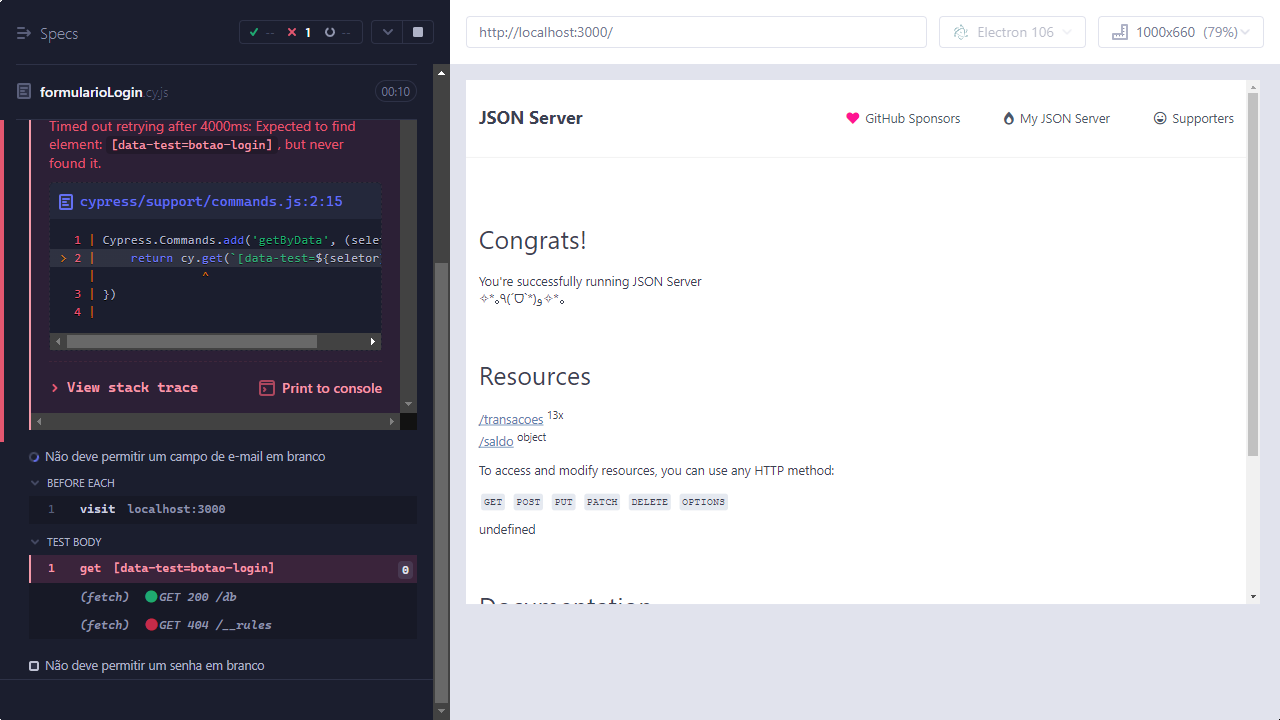 Specs
-- 1 --
formularioLogin.cy.js 00:10
Timed out retrying after 4000ms: Expected to find
element: [data-test=botao-login], but never
found it.
cypress/support/commands.js:2:15
1 | Cypress.Commands.add('getByData', (sele
> 2 | return cy.get(`[data-test=${seletor
| ^
3 | })
4 |
View stack trace
Print to console
Não deve permitir um campo de e-mail em branco
BEFORE EACH
1 visit localhost:3000
TEST BODY
1 get [data-test=botao-login] 0
(fetch) GET 200 /db
(fetch) GET 404 /__rules
Não deve permitir um senha em branco
http://localhost:3000/
Electron 106
1000x660 (79%)
JSON Server
GitHub Sponsors
My JSON Server
Supporters
Congrats!
You're successfully running JSON Server
✧*｡٩(ˊᗜˋ*)و✧*｡
Resources
/transacoes 13x
/saldo object
To access and modify resources, you can use any HTTP method:
GET POST PUT PATCH DELETE OPTIONS
undefined
Documentation